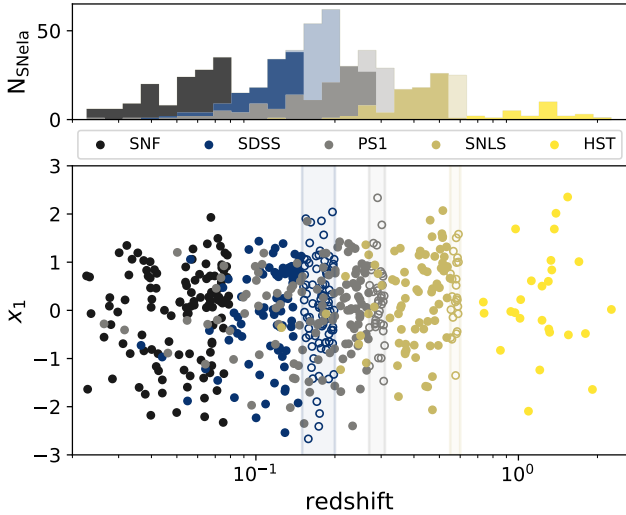 50
0
N_SNeIa
SNF SDSS PS1 SNLS HST
3
2
1
0
−1
−2
−3
x_1
10^−1 10^0
redshift